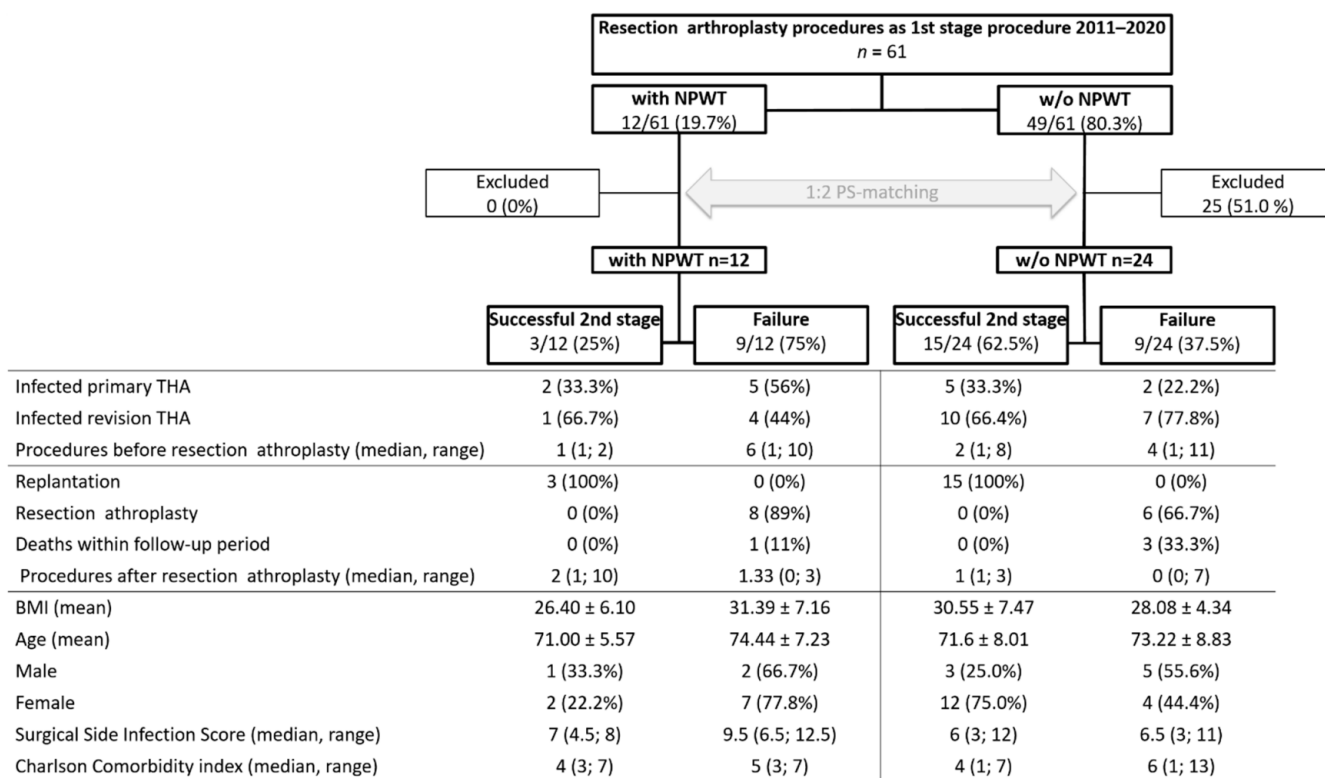 Resection arthroplasty procedures as 1st stage procedure 2011–2020
n = 61
with NPWT
12/61 (19.7%)
w/o NPWT
49/61 (80.3%)
Excluded
0 (0%)
1:2 PS-matching
Excluded
25 (51.0 %)
with NPWT n=12
w/o NPWT n=24
Successful 2nd stage
3/12 (25%)
Failure
9/12 (75%)
Successful 2nd stage
15/24 (62.5%)
Failure
9/24 (37.5%)
Infected primary THA 2 (33.3%) 5 (56%) 5 (33.3%) 2 (22.2%)
Infected revision THA 1 (66.7%) 4 (44%) 10 (66.4%) 7 (77.8%)
Procedures before resection athroplasty (median, range) 1 (1; 2) 6 (1; 10) 2 (1; 8) 4 (1; 11)
Replantation 3 (100%) 0 (0%) 15 (100%) 0 (0%)
Resection athroplasty 0 (0%) 8 (89%) 0 (0%) 6 (66.7%)
Deaths within follow-up period 0 (0%) 1 (11%) 0 (0%) 3 (33.3%)
Procedures after resection athroplasty (median, range) 2 (1; 10) 1.33 (0; 3) 1 (1; 3) 0 (0; 7)
BMI (mean) 26.40 ± 6.10 31.39 ± 7.16 30.55 ± 7.47 28.08 ± 4.34
Age (mean) 71.00 ± 5.57 74.44 ± 7.23 71.6 ± 8.01 73.22 ± 8.83
Male 1 (33.3%) 2 (66.7%) 3 (25.0%) 5 (55.6%)
Female 2 (22.2%) 7 (77.8%) 12 (75.0%) 4 (44.4%)
Surgical Side Infection Score (median, range) 7 (4.5; 8) 9.5 (6.5; 12.5) 6 (3; 12) 6.5 (3; 11)
Charlson Comorbidity index (median, range) 4 (3; 7) 5 (3; 7) 4 (1; 7) 6 (1; 13)